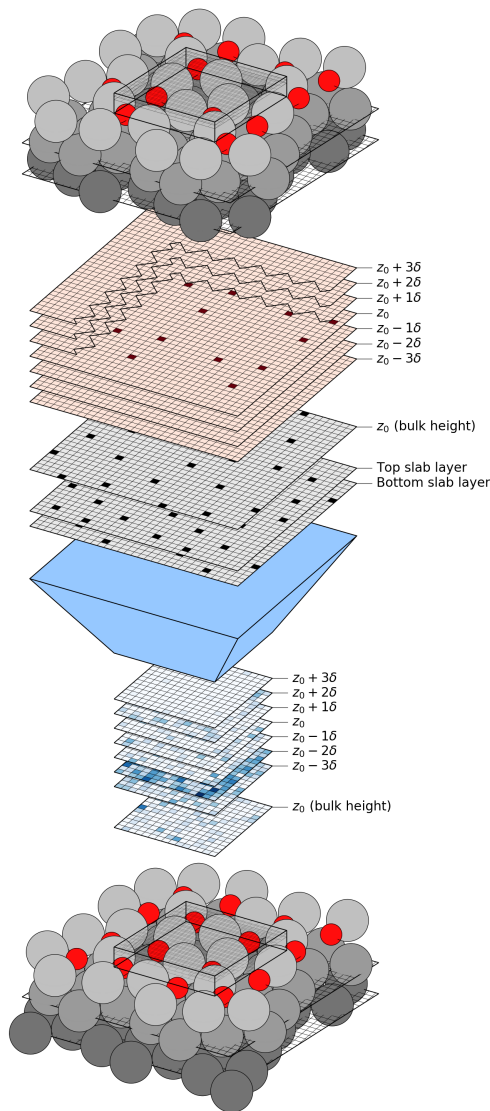 z₀ + 3δ
z₀ + 2δ
z₀ + 1δ
z₀
z₀ − 1δ
z₀ − 2δ
z₀ − 3δ
z₀ (bulk height)
Top slab layer
Bottom slab layer
z₀ + 3δ
z₀ + 2δ
z₀ + 1δ
z₀
z₀ − 1δ
z₀ − 2δ
z₀ − 3δ
z₀ (bulk height)